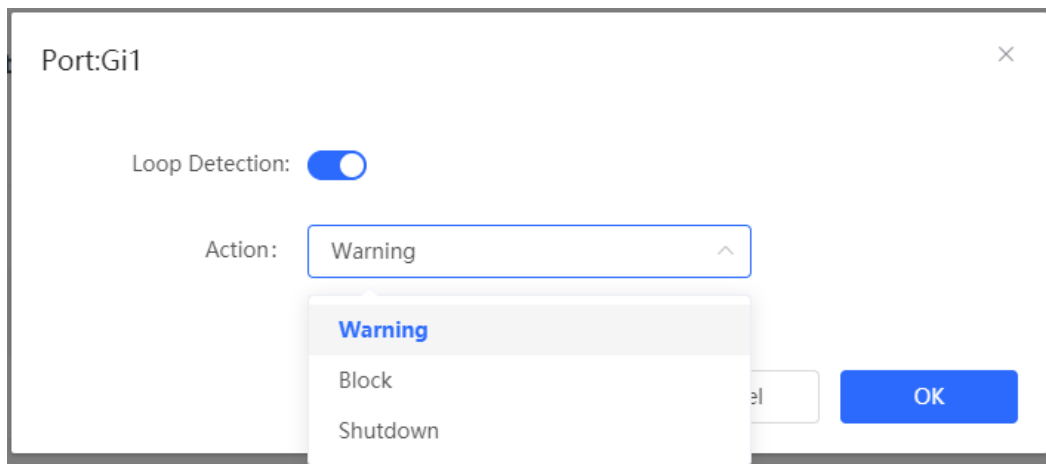 Port:Gi1
Loop Detection:
Action:
Warning
Warning
Block
Shutdown
OK